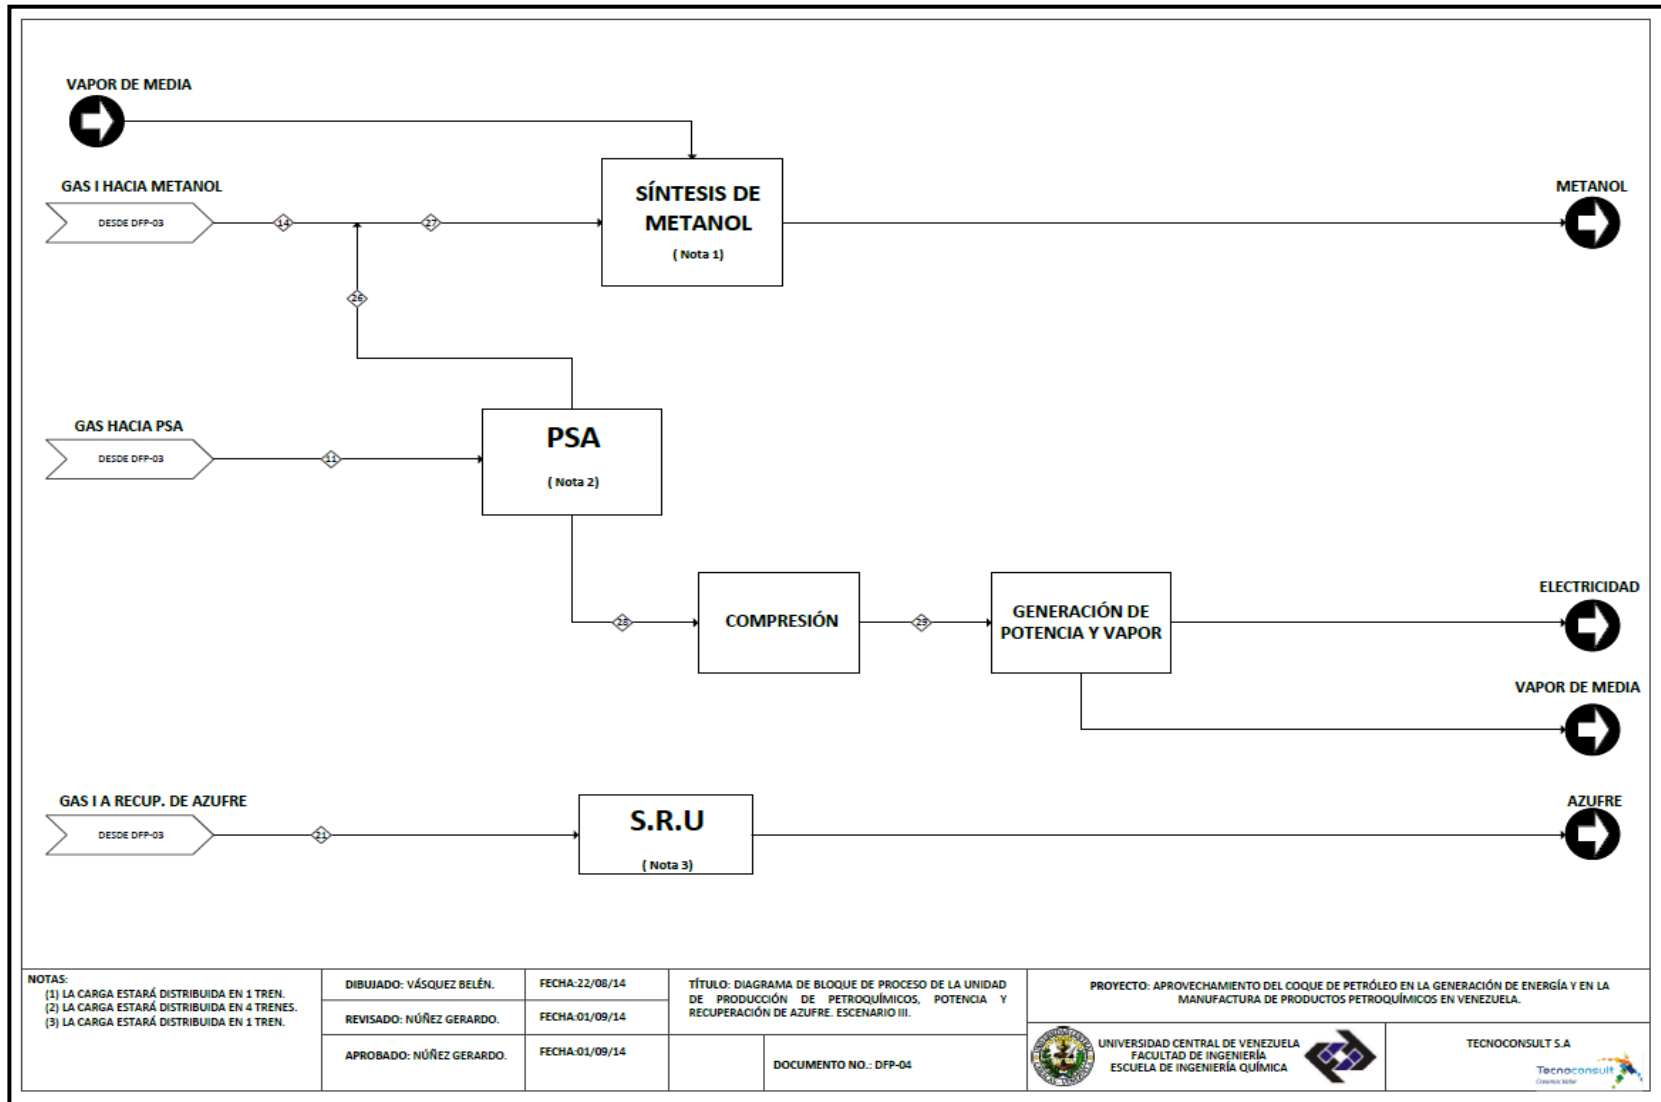 VAPOR DE MEDIA
GAS I HACIA METANOL
DESDE DFP-03
14
27
SÍNTESIS DE
METANOL
( Nota 1)
METANOL
26
GAS HACIA PSA
DESDE DFP-03
11
PSA
( Nota 2)
28
COMPRESIÓN
29
GENERACIÓN DE
POTENCIA Y VAPOR
ELECTRICIDAD
VAPOR DE MEDIA
GAS I A RECUP. DE AZUFRE
DESDE DFP-03
21
S.R.U
( Nota 3)
AZUFRE
NOTAS:
(1) LA CARGA ESTARÁ DISTRIBUIDA EN 1 TREN.
(2) LA CARGA ESTARÁ DISTRIBUIDA EN 4 TRENES.
(3) LA CARGA ESTARÁ DISTRIBUIDA EN 1 TREN.
DIBUJADO: VÁSQUEZ BELÉN.
FECHA:22/08/14
REVISADO: NÚÑEZ GERARDO.
FECHA:01/09/14
APROBADO: NÚÑEZ GERARDO.
FECHA:01/09/14
TÍTULO: DIAGRAMA DE BLOQUE DE PROCESO DE LA UNIDAD
DE PRODUCCIÓN DE PETROQUÍMICOS, POTENCIA Y
RECUPERACIÓN DE AZUFRE. ESCENARIO III.
DOCUMENTO NO.: DFP-04
PROYECTO: APROVECHAMIENTO DEL COQUE DE PETRÓLEO EN LA GENERACIÓN DE ENERGÍA Y EN LA
MANUFACTURA DE PRODUCTOS PETROQUÍMICOS EN VENEZUELA.
UNIVERSIDAD CENTRAL DE VENEZUELA
FACULTAD DE INGENIERÍA
ESCUELA DE INGENIERÍA QUÍMICA
TECNOCONSULT S.A
Tecnoconsult